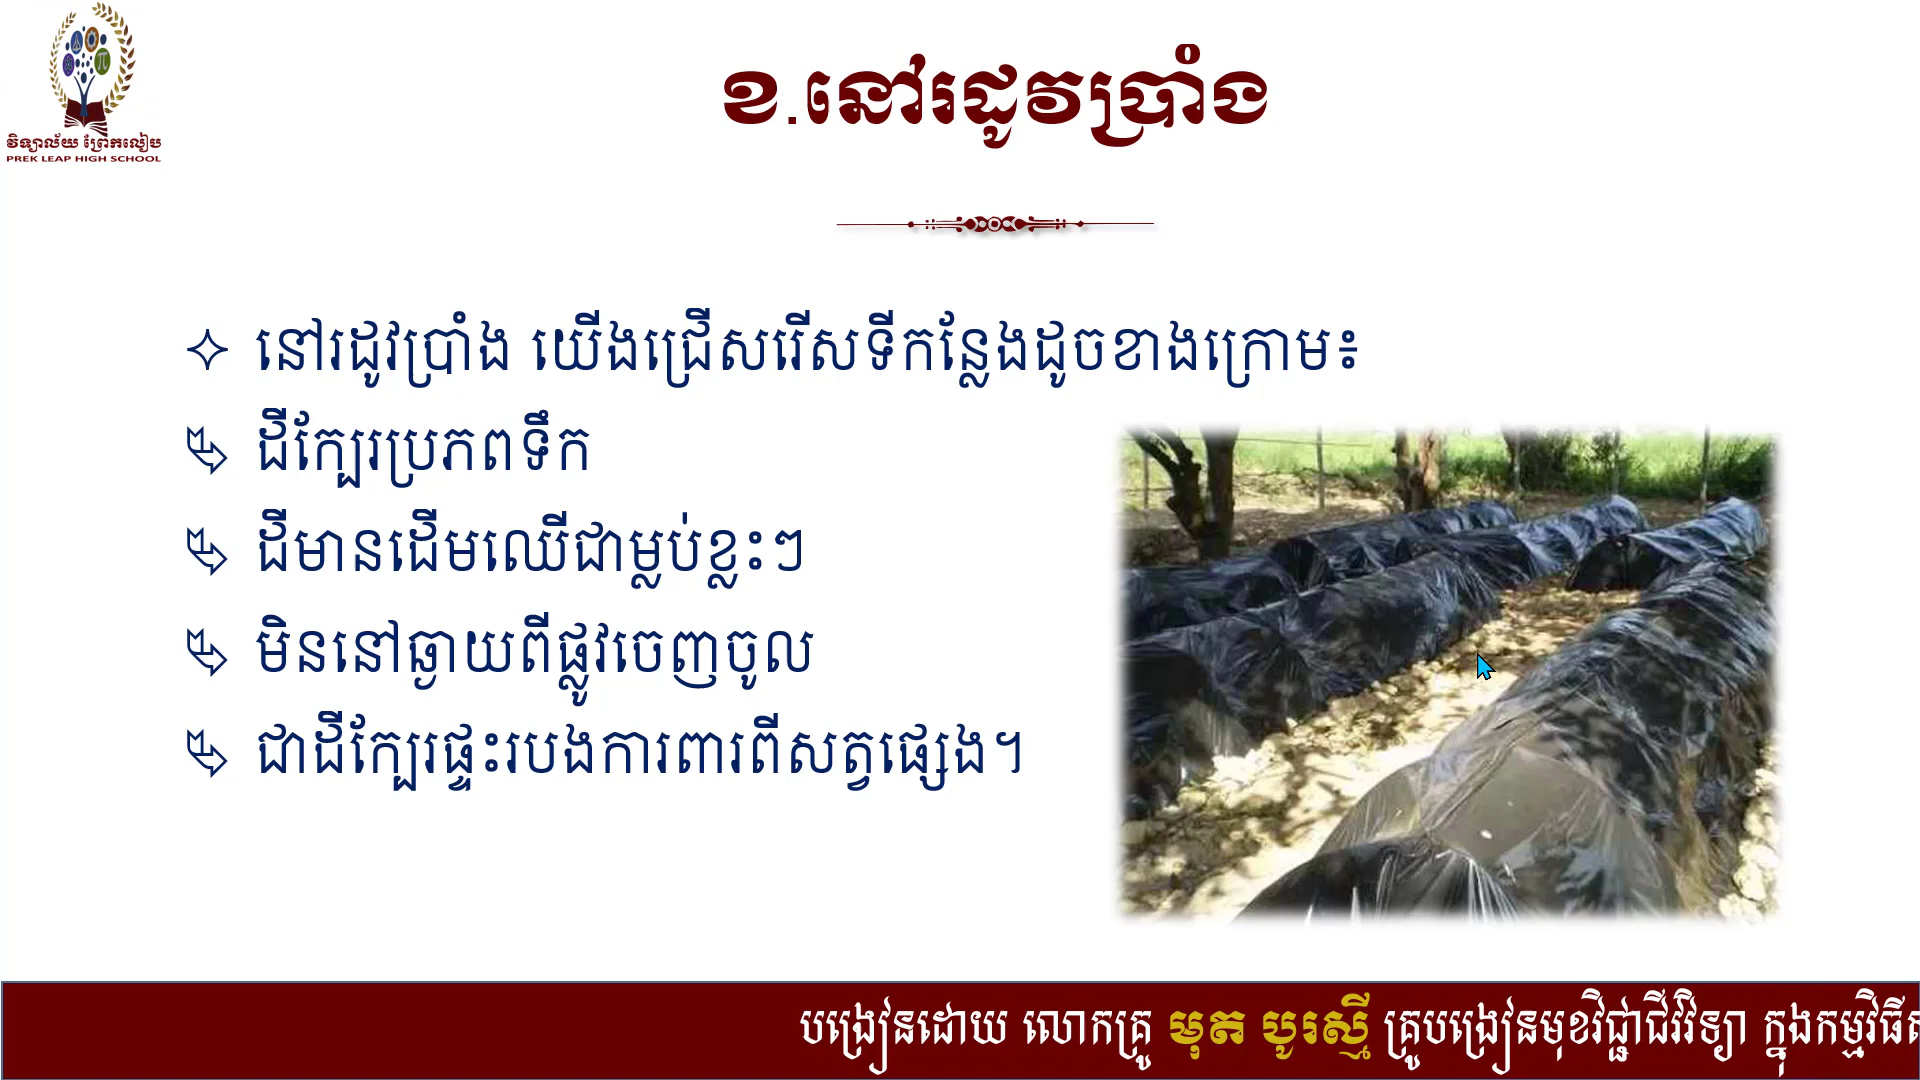 វិទ្យាល័យ ព្រែកលៀប
PREK LEAP HIGH SCHOOL
ខ.នៅរដូវប្រាំង
នៅរដូវប្រាំង យើងជ្រើសរើសទីកន្លែងដូចខាងក្រោម៖
ដីក្បែរប្រភពទឹក
ដីមានដើមឈើជាម្លប់ខ្លះៗ
មិននៅឆ្ងាយពីផ្លូវចេញចូល
ជាដីក្បែរផ្ទះរបងការពារពីសត្វផ្សេង។
បង្រៀនដោយ លោកគ្រូ មុត បូរស្មី គ្រូបង្រៀនមុខវិជ្ជាជីវវិទ្យា ក្នុងកម្មវិធី